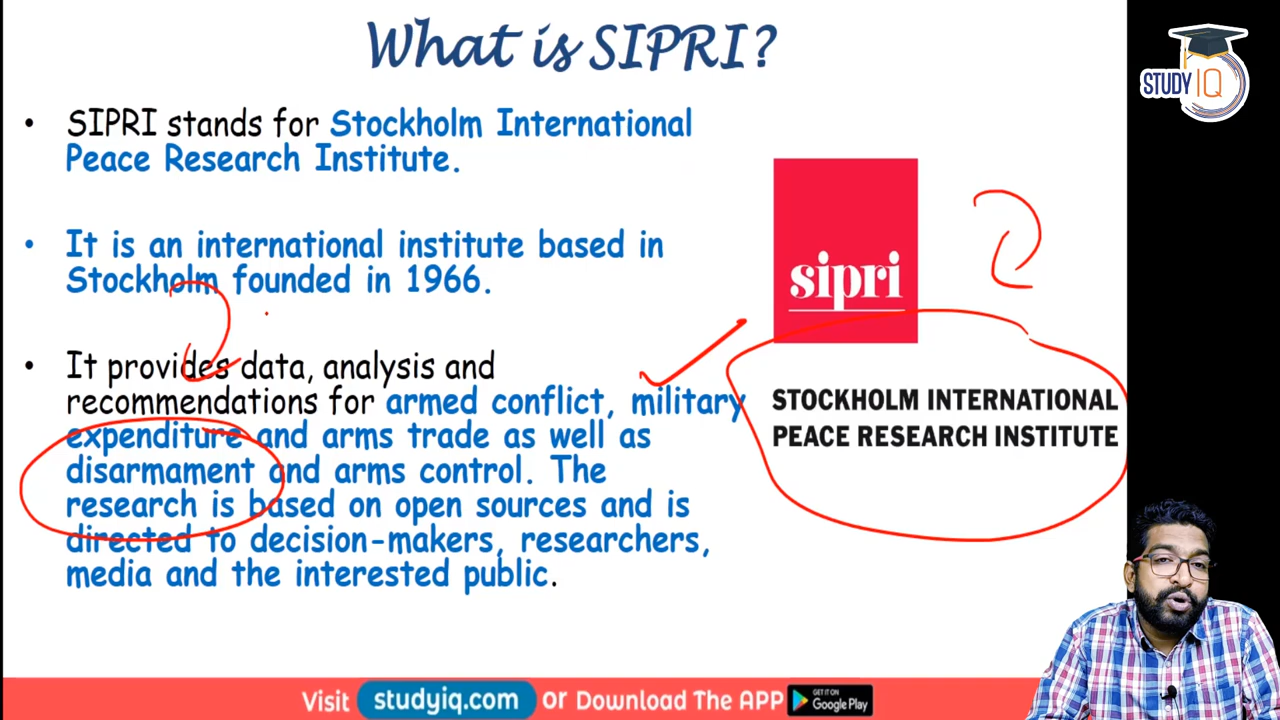 What is SIPRI?
STUDY IQ
• SIPRI stands for Stockholm International
Peace Research Institute.
• It is an international institute based in
Stockholm founded in 1966.
• It provides data, analysis and
recommendations for armed conflict, military
expenditure and arms trade as well as
disarmament and arms control. The
research is based on open sources and is
directed to decision-makers, researchers,
media and the interested public.
sipri
STOCKHOLM INTERNATIONAL
PEACE RESEARCH INSTITUTE
Visit studyiq.com or Download The APP
GET IT ON
Google Play